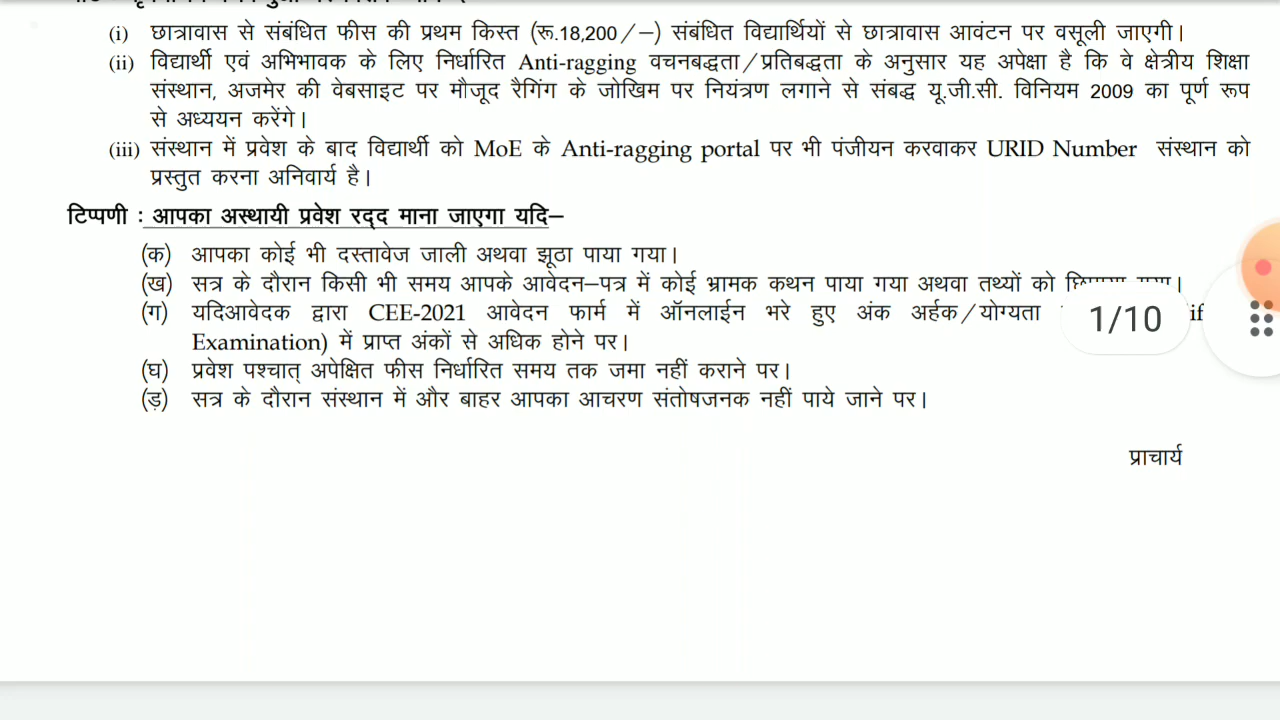 (i) छात्रावास से संबंधित फीस की प्रथम किस्त (रू.18,200/–) संबंधित विद्यार्थियों से छात्रावास आवंटन पर वसूली जाएगी।
(ii) विद्यार्थी एवं अभिभावक के लिए निर्धारित Anti-ragging वचनबद्धता/प्रतिबद्धता के अनुसार यह अपेक्षा है कि वे क्षेत्रीय शिक्षा
संस्थान, अजमेर की वेबसाइट पर मौजूद रैगिंग के जोखिम पर नियंत्रण लगाने से संबद्ध यू.जी.सी. विनियम 2009 का पूर्ण रूप
से अध्ययन करेंगे।
(iii) संस्थान में प्रवेश के बाद विद्यार्थी को MoE के Anti-ragging portal पर भी पंजीयन करवाकर URID Number संस्थान को
प्रस्तुत करना अनिवार्य है।
टिप्पणी : आपका अस्थायी प्रवेश रद्द माना जाएगा यदि–
(क) आपका कोई भी दस्तावेज जाली अथवा झूठा पाया गया।
(ख) सत्र के दौरान किसी भी समय आपके आवेदन–पत्र में कोई भ्रामक कथन पाया गया अथवा तथ्यों को
(ग) यदिआवेदक द्वारा CEE-2021 आवेदन फार्म में ऑनलाईन भरे हुए अंक अर्हक/योग्यता
1/10
Examination) में प्राप्त अंकों से अधिक होने पर।
(घ) प्रवेश पश्चात् अपेक्षित फीस निर्धारित समय तक जमा नहीं कराने पर।
(ड़) सत्र के दौरान संस्थान में और बाहर आपका आचरण संतोषजनक नहीं पाये जाने पर।
प्राचार्य